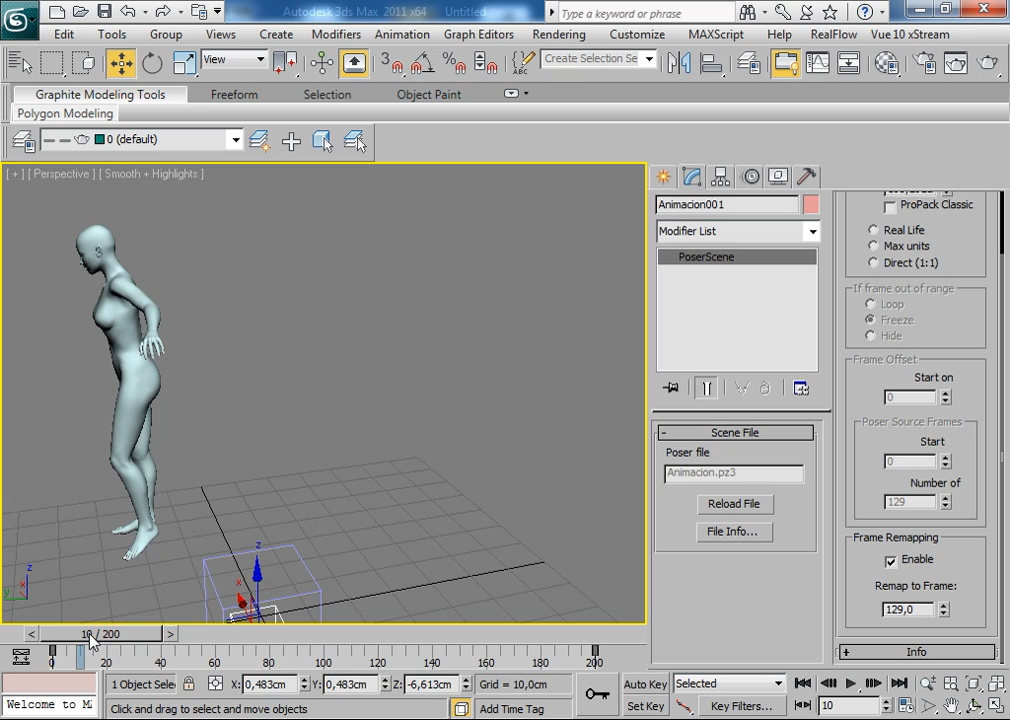 Autodesk 3ds Max 2011 x64 Untitled
Type a keyword or phrase
Edit Tools Group Views Create Modifiers Animation Graph Editors Rendering Customize MAXScript Help RealFlow Vue 10 xStream
View
3
Create Selection Se
ABC
Graphite Modeling Tools Freeform Selection Object Paint
Polygon Modeling
0 (default)
[ + ] [ Perspective ] [ Smooth + Highlights ]
Animacion001
Modifier List
PoserScene
- Scene File
Poser file
Animacion.pz3
Reload File
File Info...
ProPack Classic
Real Life
Max units
Direct (1:1)
If frame out of range
Loop
Freeze
Hide
Frame Offset
Start on
0
Poser Source Frames
Start
0
Number of
129
Frame Remapping
Enable
Remap to Frame:
129,0
+ Info
z
x
z
x
y
< 10 / 200 >
0 20 40 60 80 100 120 140 160 180 200
1 Object Sele X: 0,483cm Y: 0,483cm Z: -6,613cm Grid = 10,0cm Auto Key Selected
Welcome to M Click and drag to select and move objects Add Time Tag Set Key Key Filters... 10